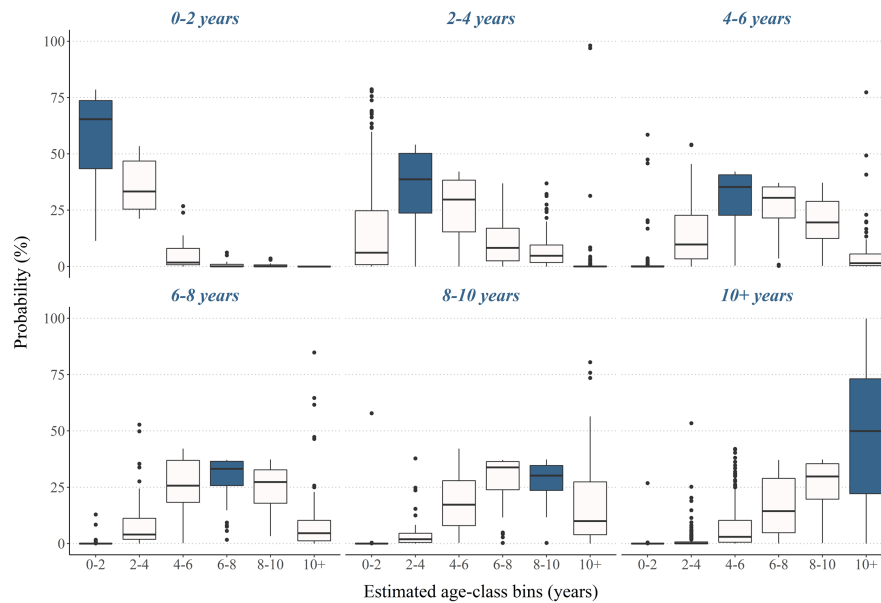 0-2 years 2-4 years 4-6 years
100
75
50
25
0
6-8 years 8-10 years 10+ years
100
75
50
25
0
Probability (%)
0-2 2-4 4-6 6-8 8-10 10+ 0-2 2-4 4-6 6-8 8-10 10+ 0-2 2-4 4-6 6-8 8-10 10+
Estimated age-class bins (years)